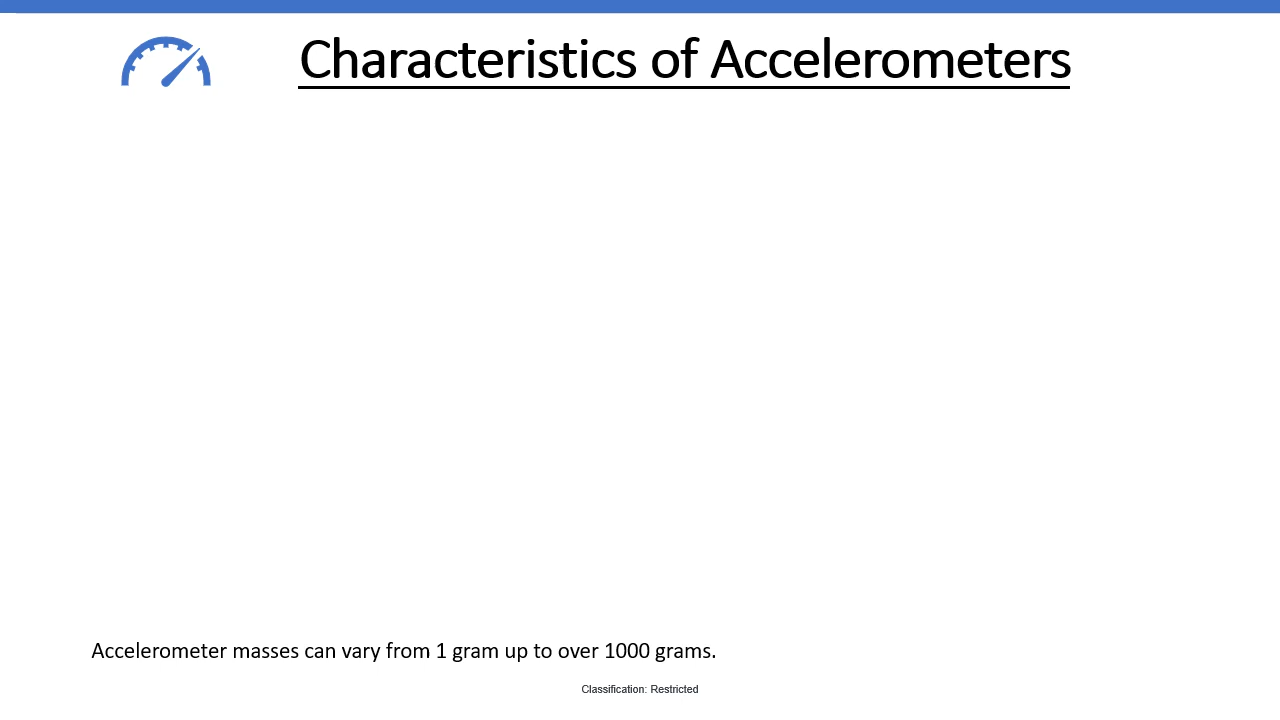 Characteristics of Accelerometers
Accelerometer masses can vary from 1 gram up to over 1000 grams.
Classification: Restricted